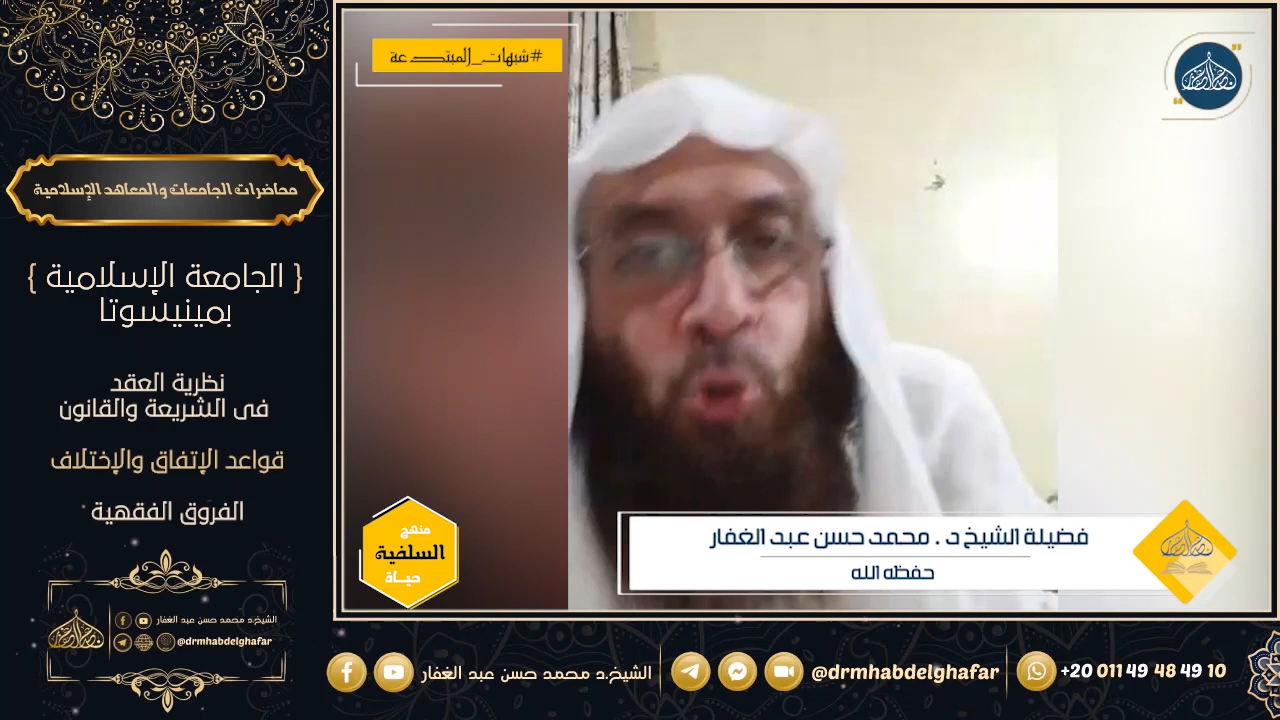 #شبهات_المبتدعة
محاضرات الجامعات والمعاهد الإسلامية
{ الجامعة الإسلامية }
بمينيسوتا
نظرية العقد
فى الشريعة والقانون
قواعد الإتفاق والإختلاف
الفروق الفقهية
منهج
السلفية
حيـاة
فضيلة الشيخ د . محمد حسن عبد الغفار
حفظه الله
الشيخ.د محمد حسن عبد الغفار
@drmhabdelghafar
الشيخ.د محمد حسن عبد الغفار
@drmhabdelghafar
+20 011 49 48 49 10